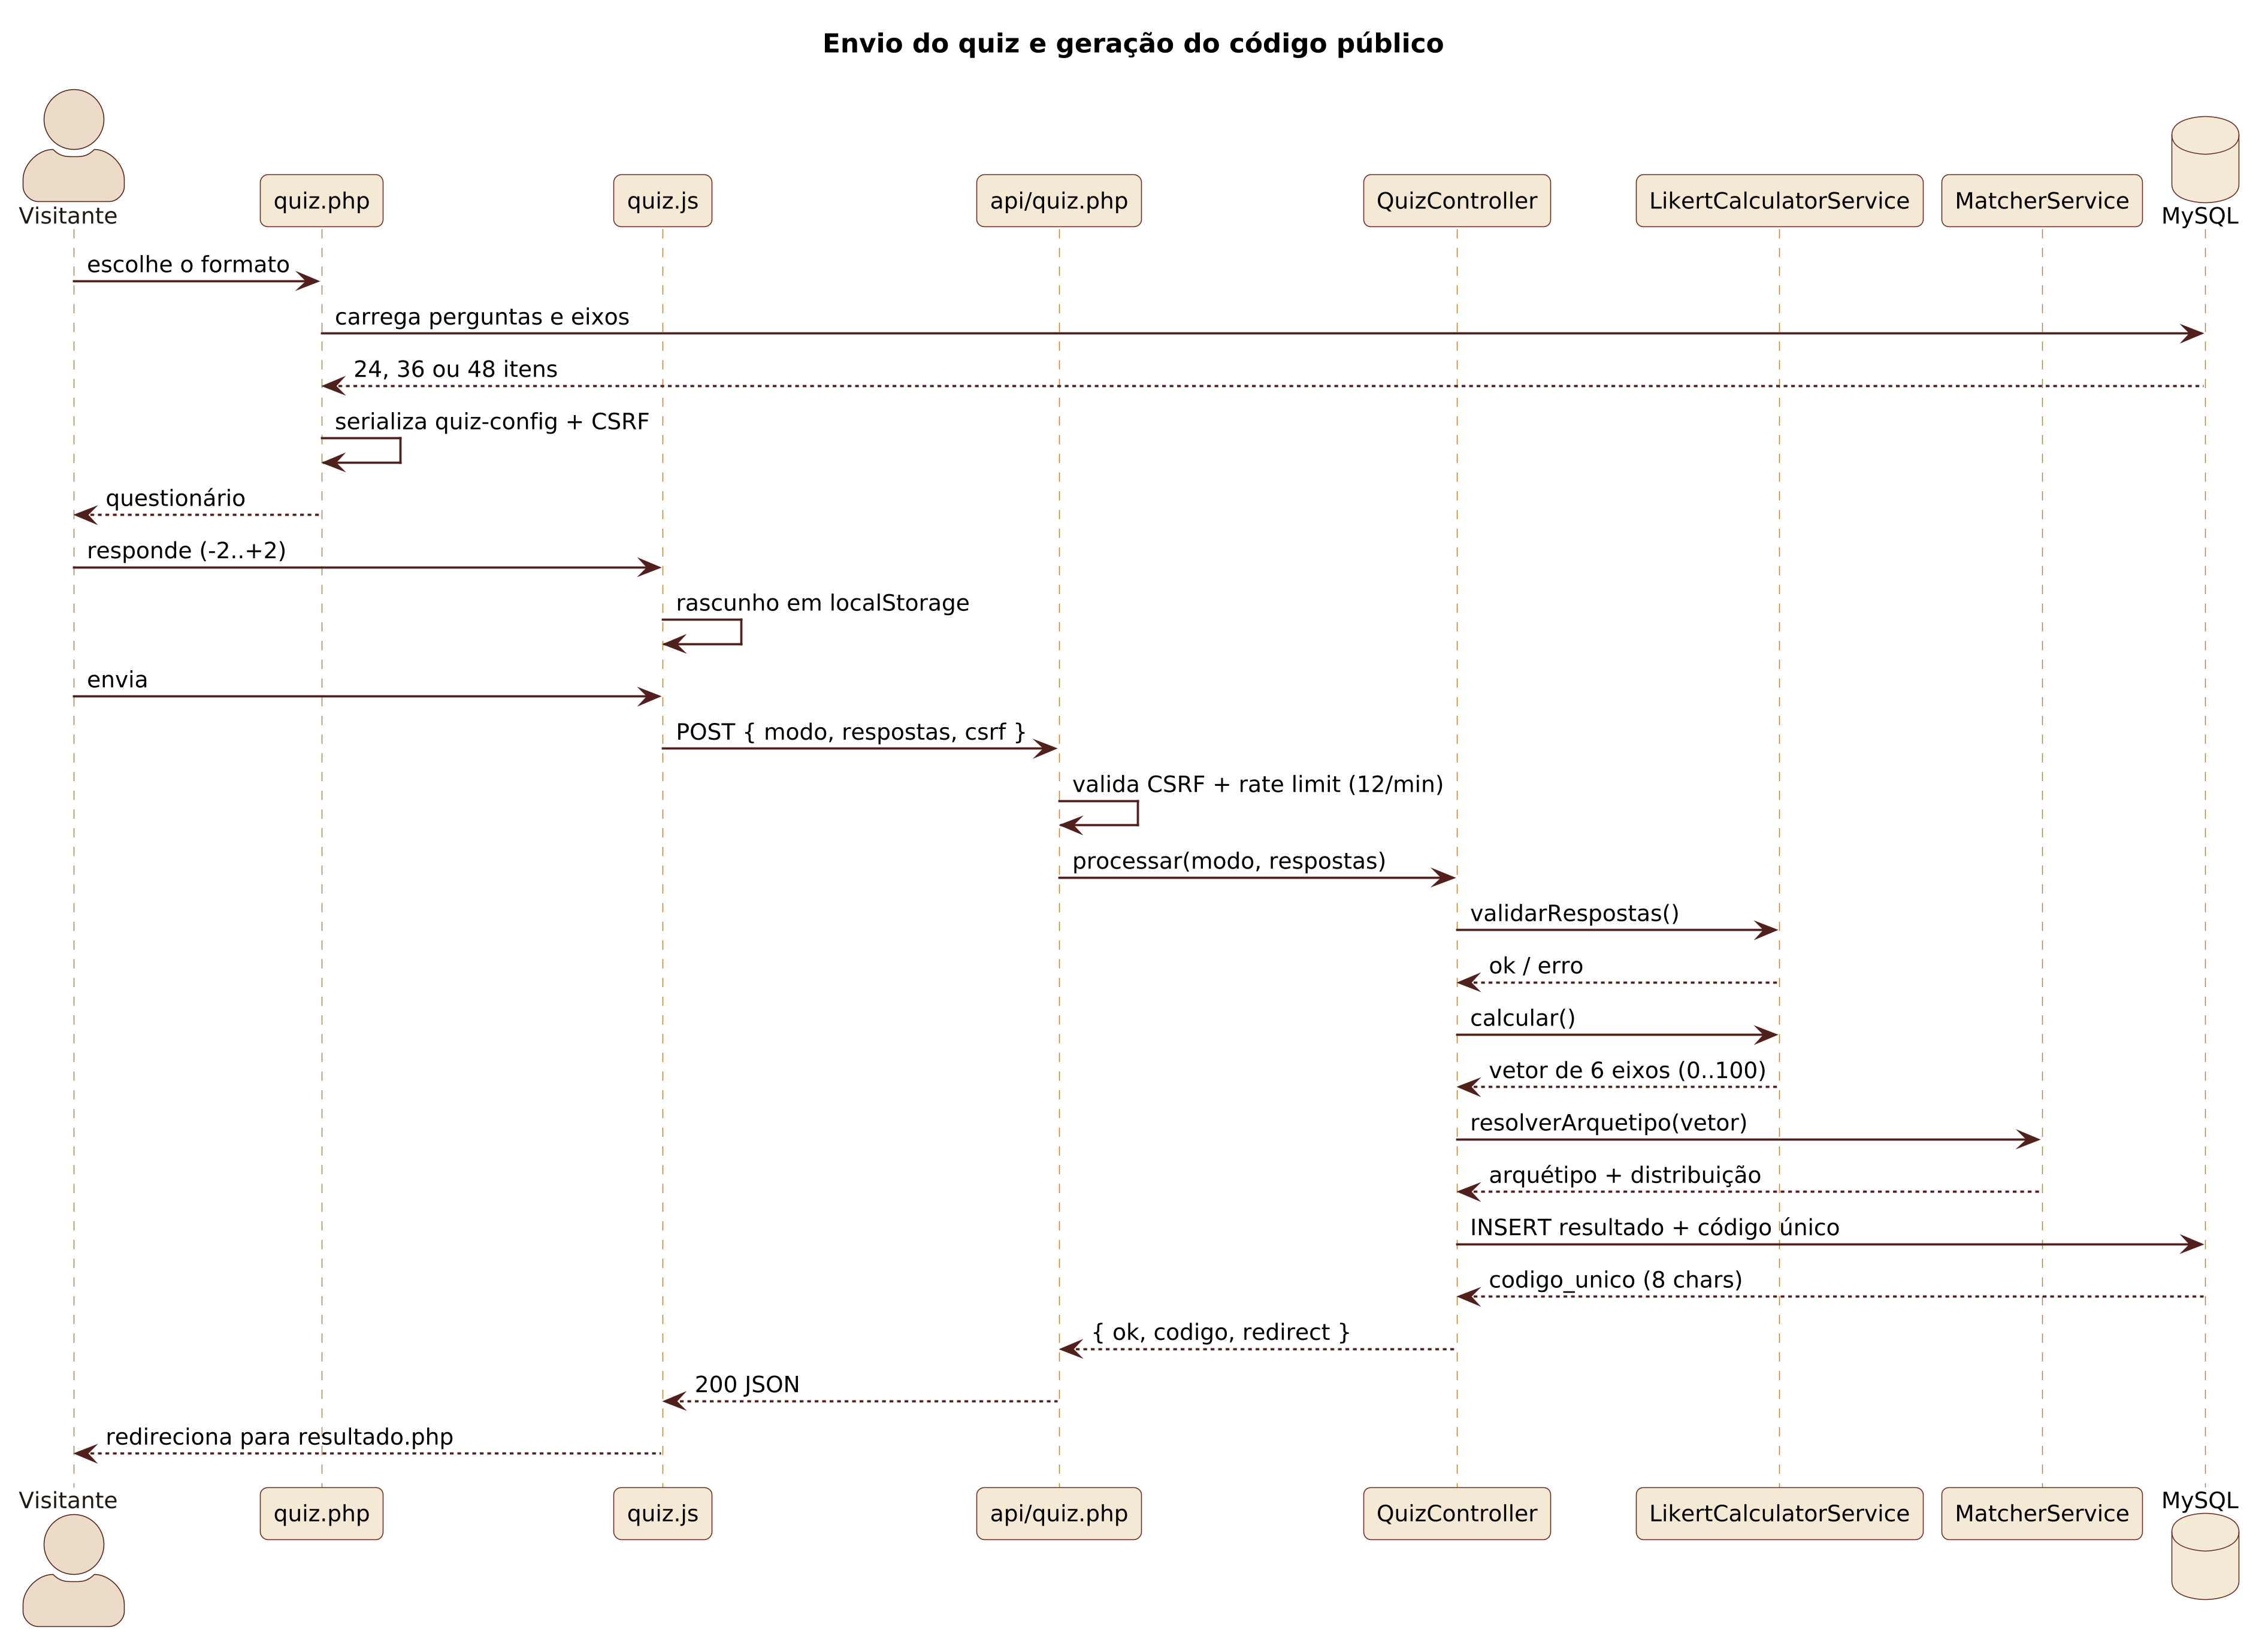 Envio do quiz e geração do código público
Visitante
quiz.php
quiz.js
api/quiz.php
QuizController
LikertCalculatorService
MatcherService
MySQL
escolhe o formato
carrega perguntas e eixos
24, 36 ou 48 itens
serializa quiz-config + CSRF
questionário
responde (-2..+2)
rascunho em localStorage
envia
POST { modo, respostas, csrf }
valida CSRF + rate limit (12/min)
processar(modo, respostas)
validarRespostas()
ok / erro
calcular()
vetor de 6 eixos (0..100)
resolverArquetipo(vetor)
arquétipo + distribuição
INSERT resultado + código único
codigo_unico (8 chars)
{ ok, codigo, redirect }
200 JSON
redireciona para resultado.php
Visitante
quiz.php
quiz.js
api/quiz.php
QuizController
LikertCalculatorService
MatcherService
MySQL